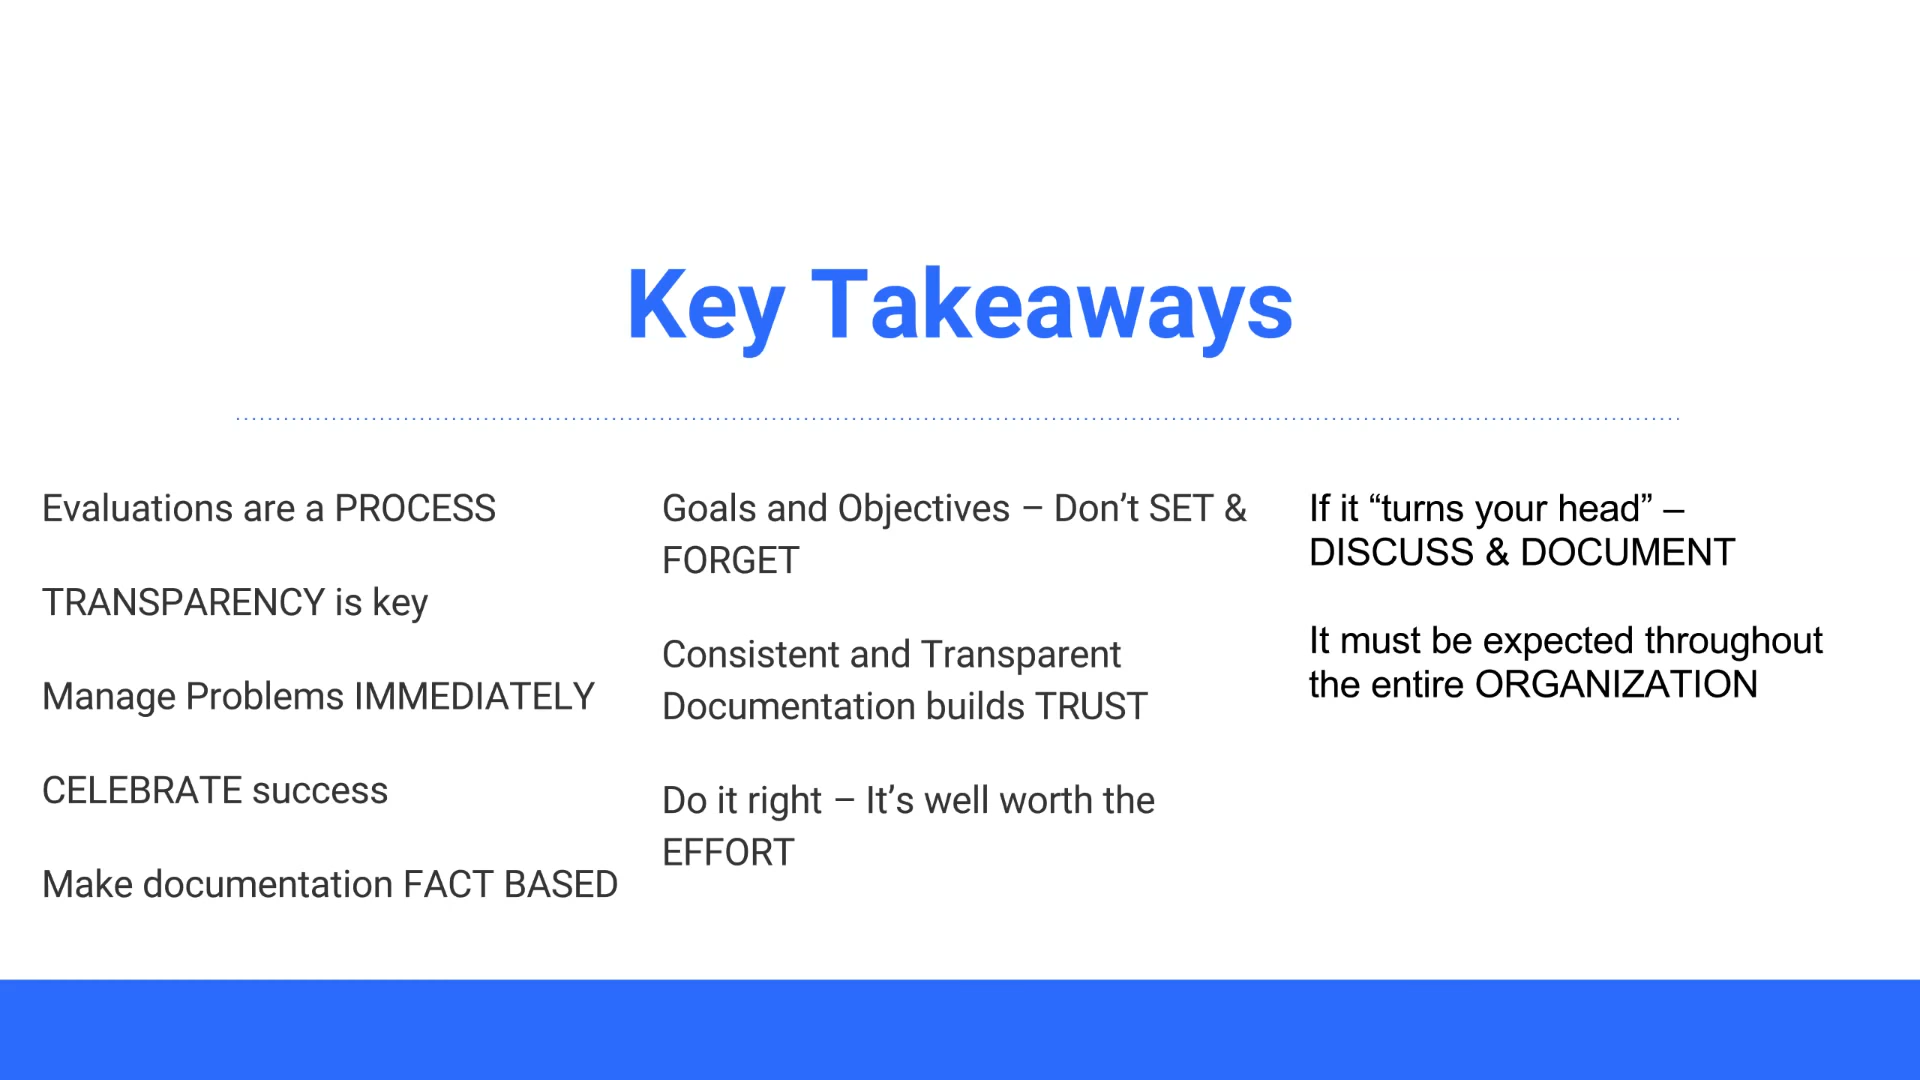 Key Takeaways
Evaluations are a PROCESS
TRANSPARENCY is key
Manage Problems IMMEDIATELY
CELEBRATE success
Make documentation FACT BASED
Goals and Objectives – Don’t SET &
FORGET
Consistent and Transparent
Documentation builds TRUST
Do it right – It’s well worth the
EFFORT
If it “turns your head” –
DISCUSS & DOCUMENT
It must be expected throughout
the entire ORGANIZATION